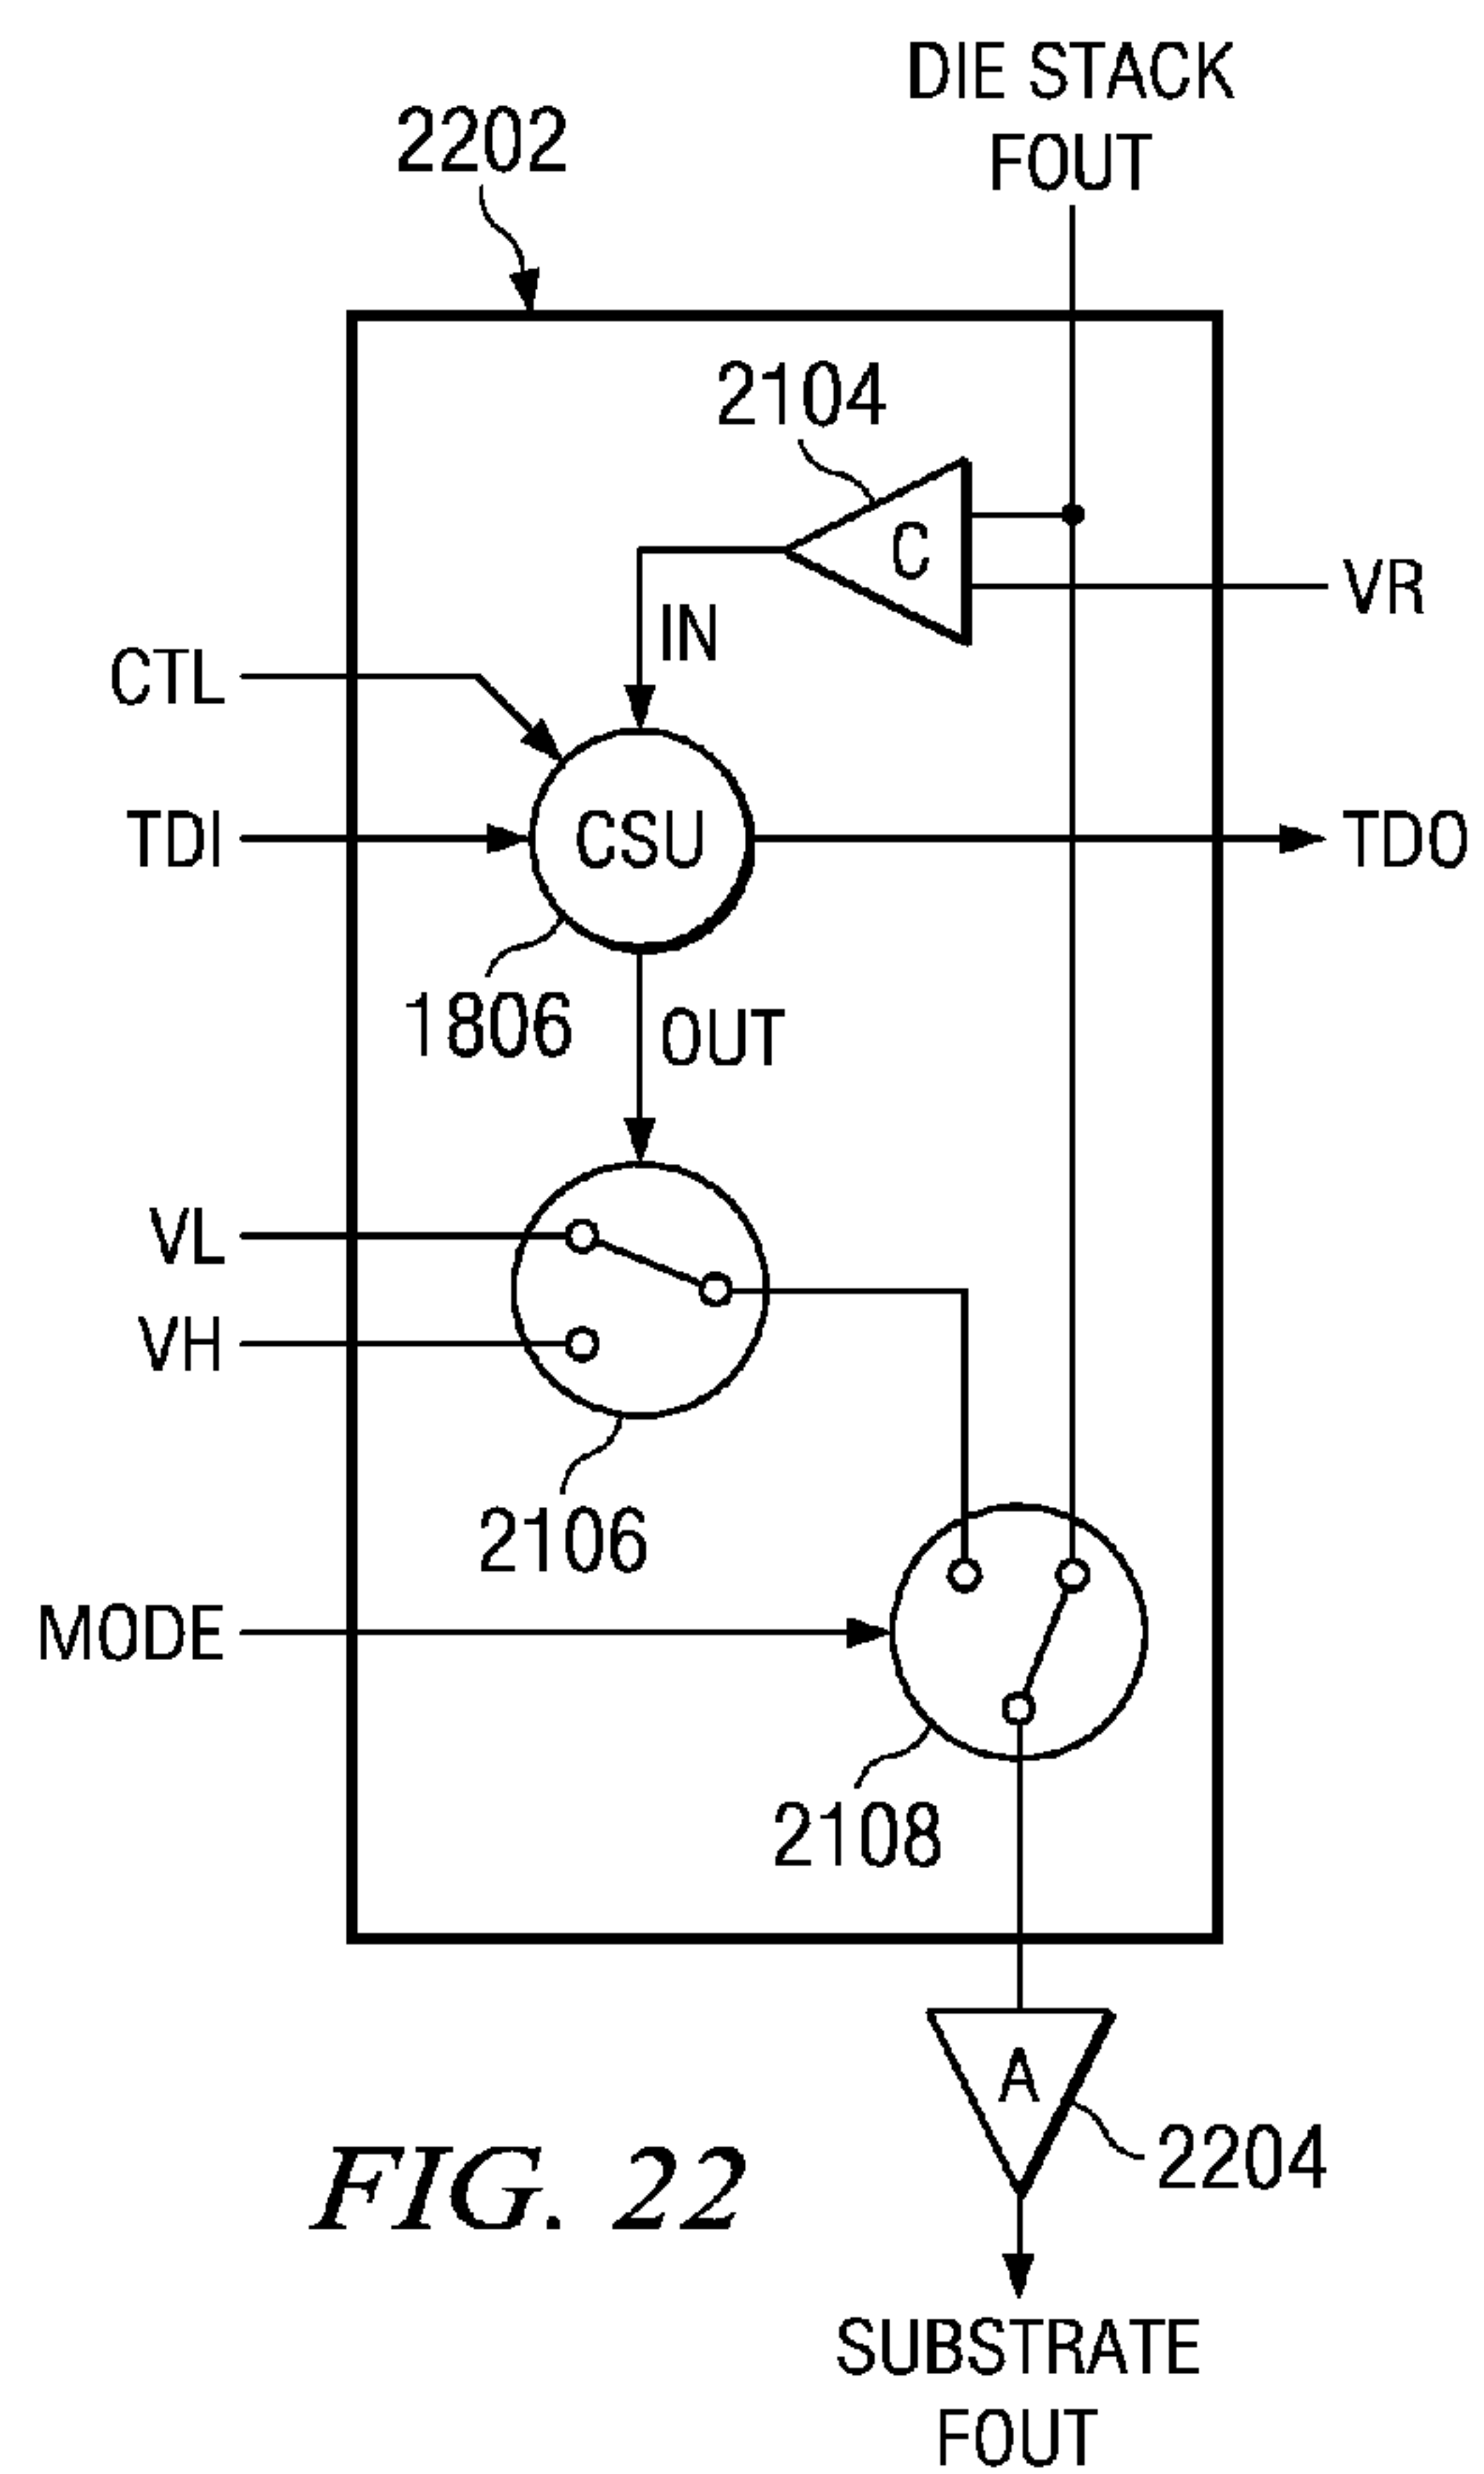 DIE STACK
FOUT
2202
2104
C
VR
IN
CTL
TDI
CSU
TDO
1806
OUT
VL
VH
2106
MODE
2108
A
2204
FIG. 22
SUBSTRATE
FOUT